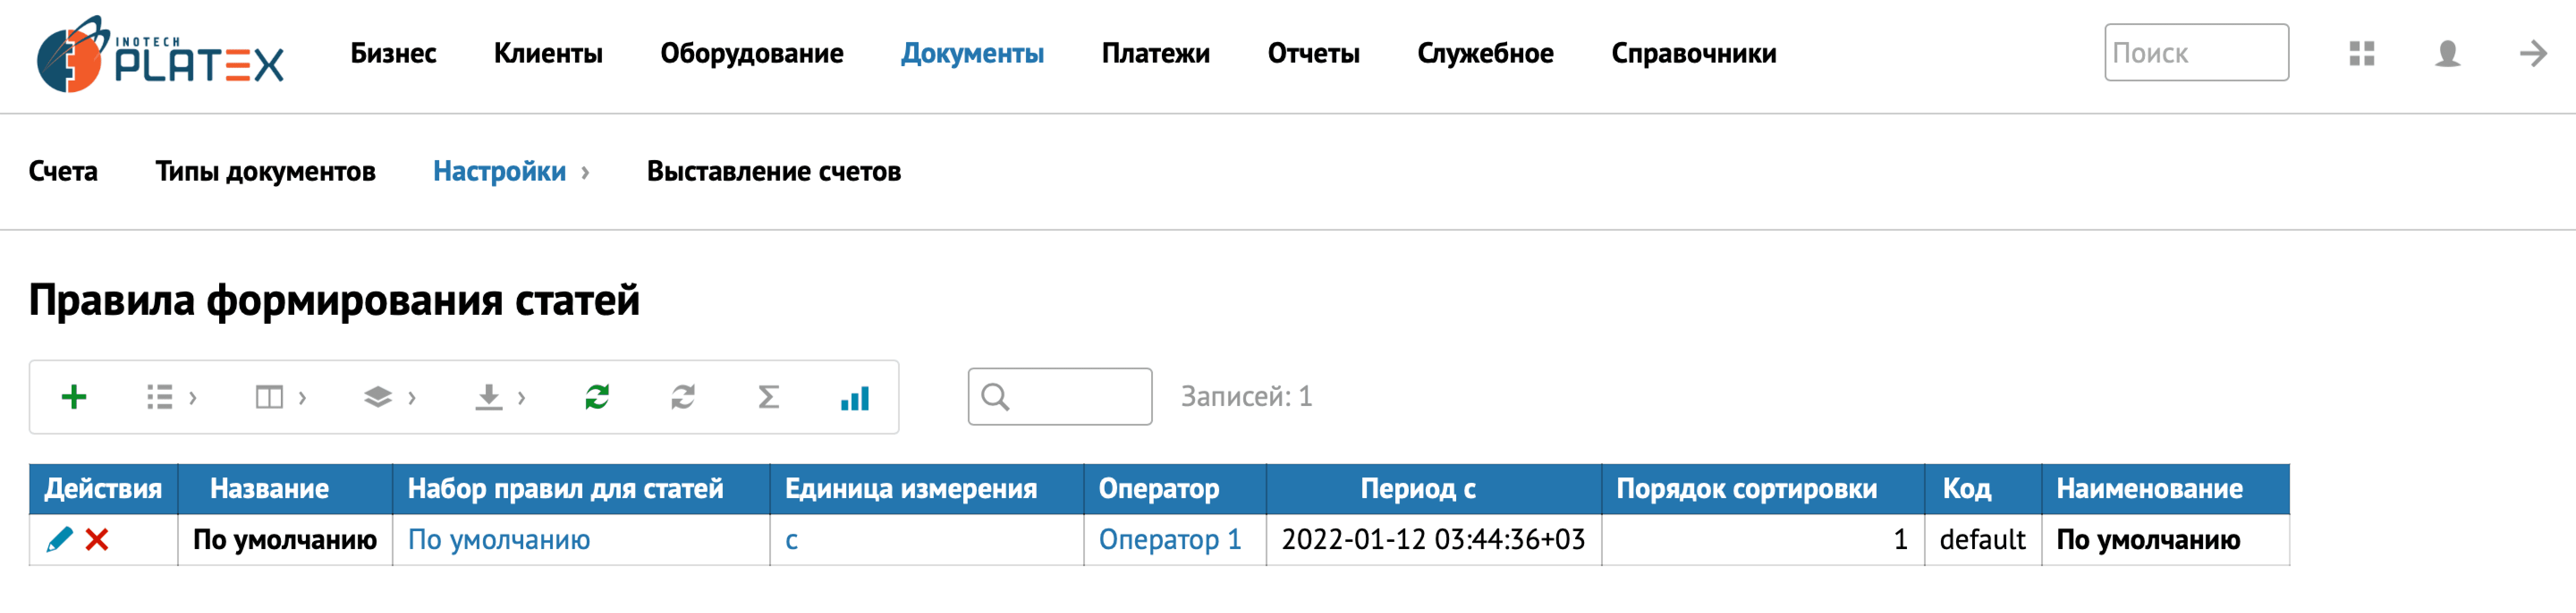 INOTECH
PLATEX
Бизнес Клиенты Оборудование Документы Платежи Отчеты Служебное Справочники Поиск
Счета Типы документов Настройки › Выставление счетов
Правила формирования статей
Записей: 1
Действия Название Набор правил для статей Единица измерения Оператор Период с Порядок сортировки Код Наименование
По умолчанию По умолчанию с Оператор 1 2022-01-12 03:44:36+03 1 default По умолчанию